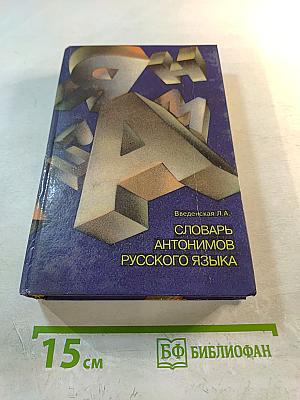 Введенская Л.А.
СЛОВАРЬ
АНТОНИМОВ
РУССКОГО ЯЗЫКА
15 см
БФ БИБЛИОФАН